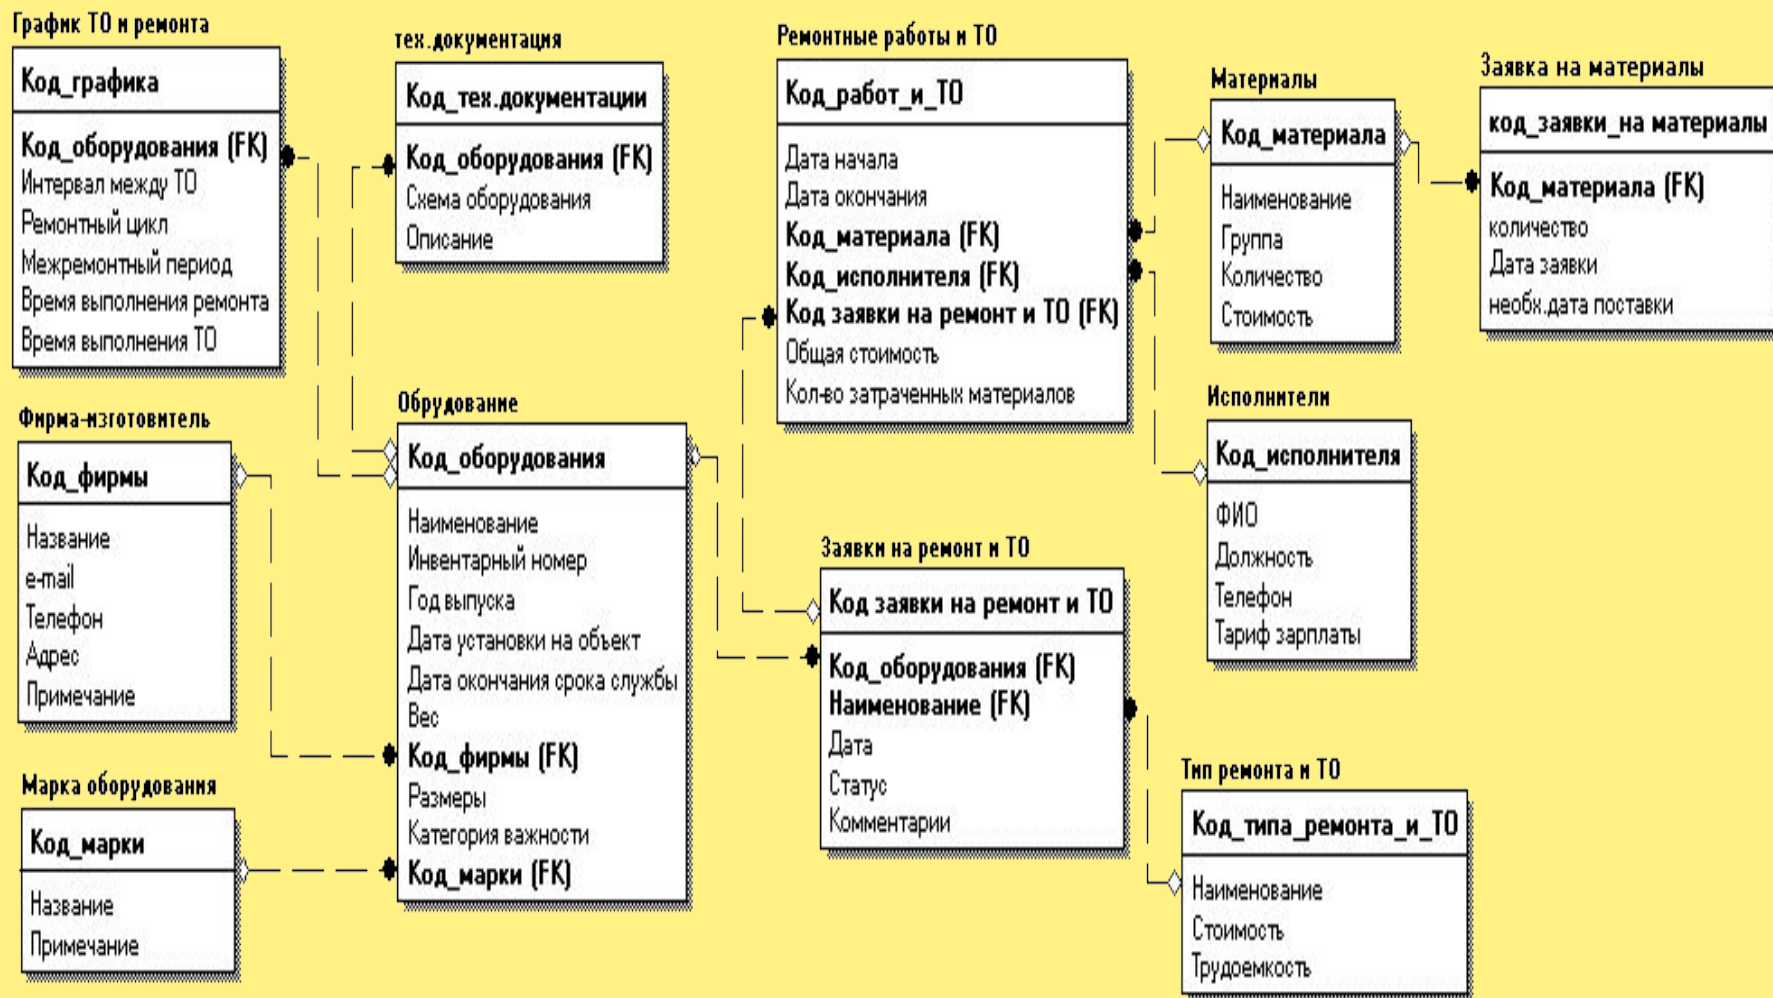 График ТО и ремонта
Код_графика
Код_оборудования (FK)
Интервал между ТО
Ремонтный цикл
Межремонтный период
Время выполнения ремонта
Время выполнения ТО
тех.документация
Код_тех.документации
Код_оборудования (FK)
Схема оборудования
Описание
Ремонтные работы и ТО
Код_работ_и_ТО
Дата начала
Дата окончания
Код_материала (FK)
Код_исполнителя (FK)
Код заявки на ремонт и ТО (FK)
Общая стоимость
Кол-во затраченных материалов
Материалы
Код_материала
Наименование
Группа
Количество
Стоимость
Заявка на материалы
код_заявки_на материалы
Код_материала (FK)
количество
Дата заявки
необх.дата поставки
Фирма-изготовитель
Код_фирмы
Название
e-mail
Телефон
Адрес
Примечание
Обрудование
Код_оборудования
Наименование
Инвентарный номер
Год выпуска
Дата установки на объект
Дата окончания срока службы
Вес
Код_фирмы (FK)
Размеры
Категория важности
Код_марки (FK)
Исполнители
Код_исполнителя
ФИО
Должность
Телефон
Тариф зарплаты
Заявки на ремонт и ТО
Код заявки на ремонт и ТО
Код_оборудования (FK)
Наименование (FK)
Дата
Статус
Комментарии
Марка оборудования
Код_марки
Название
Примечание
Тип ремонта и ТО
Код_типа_ремонта_и_ТО
Наименование
Стоимость
Трудоемкость